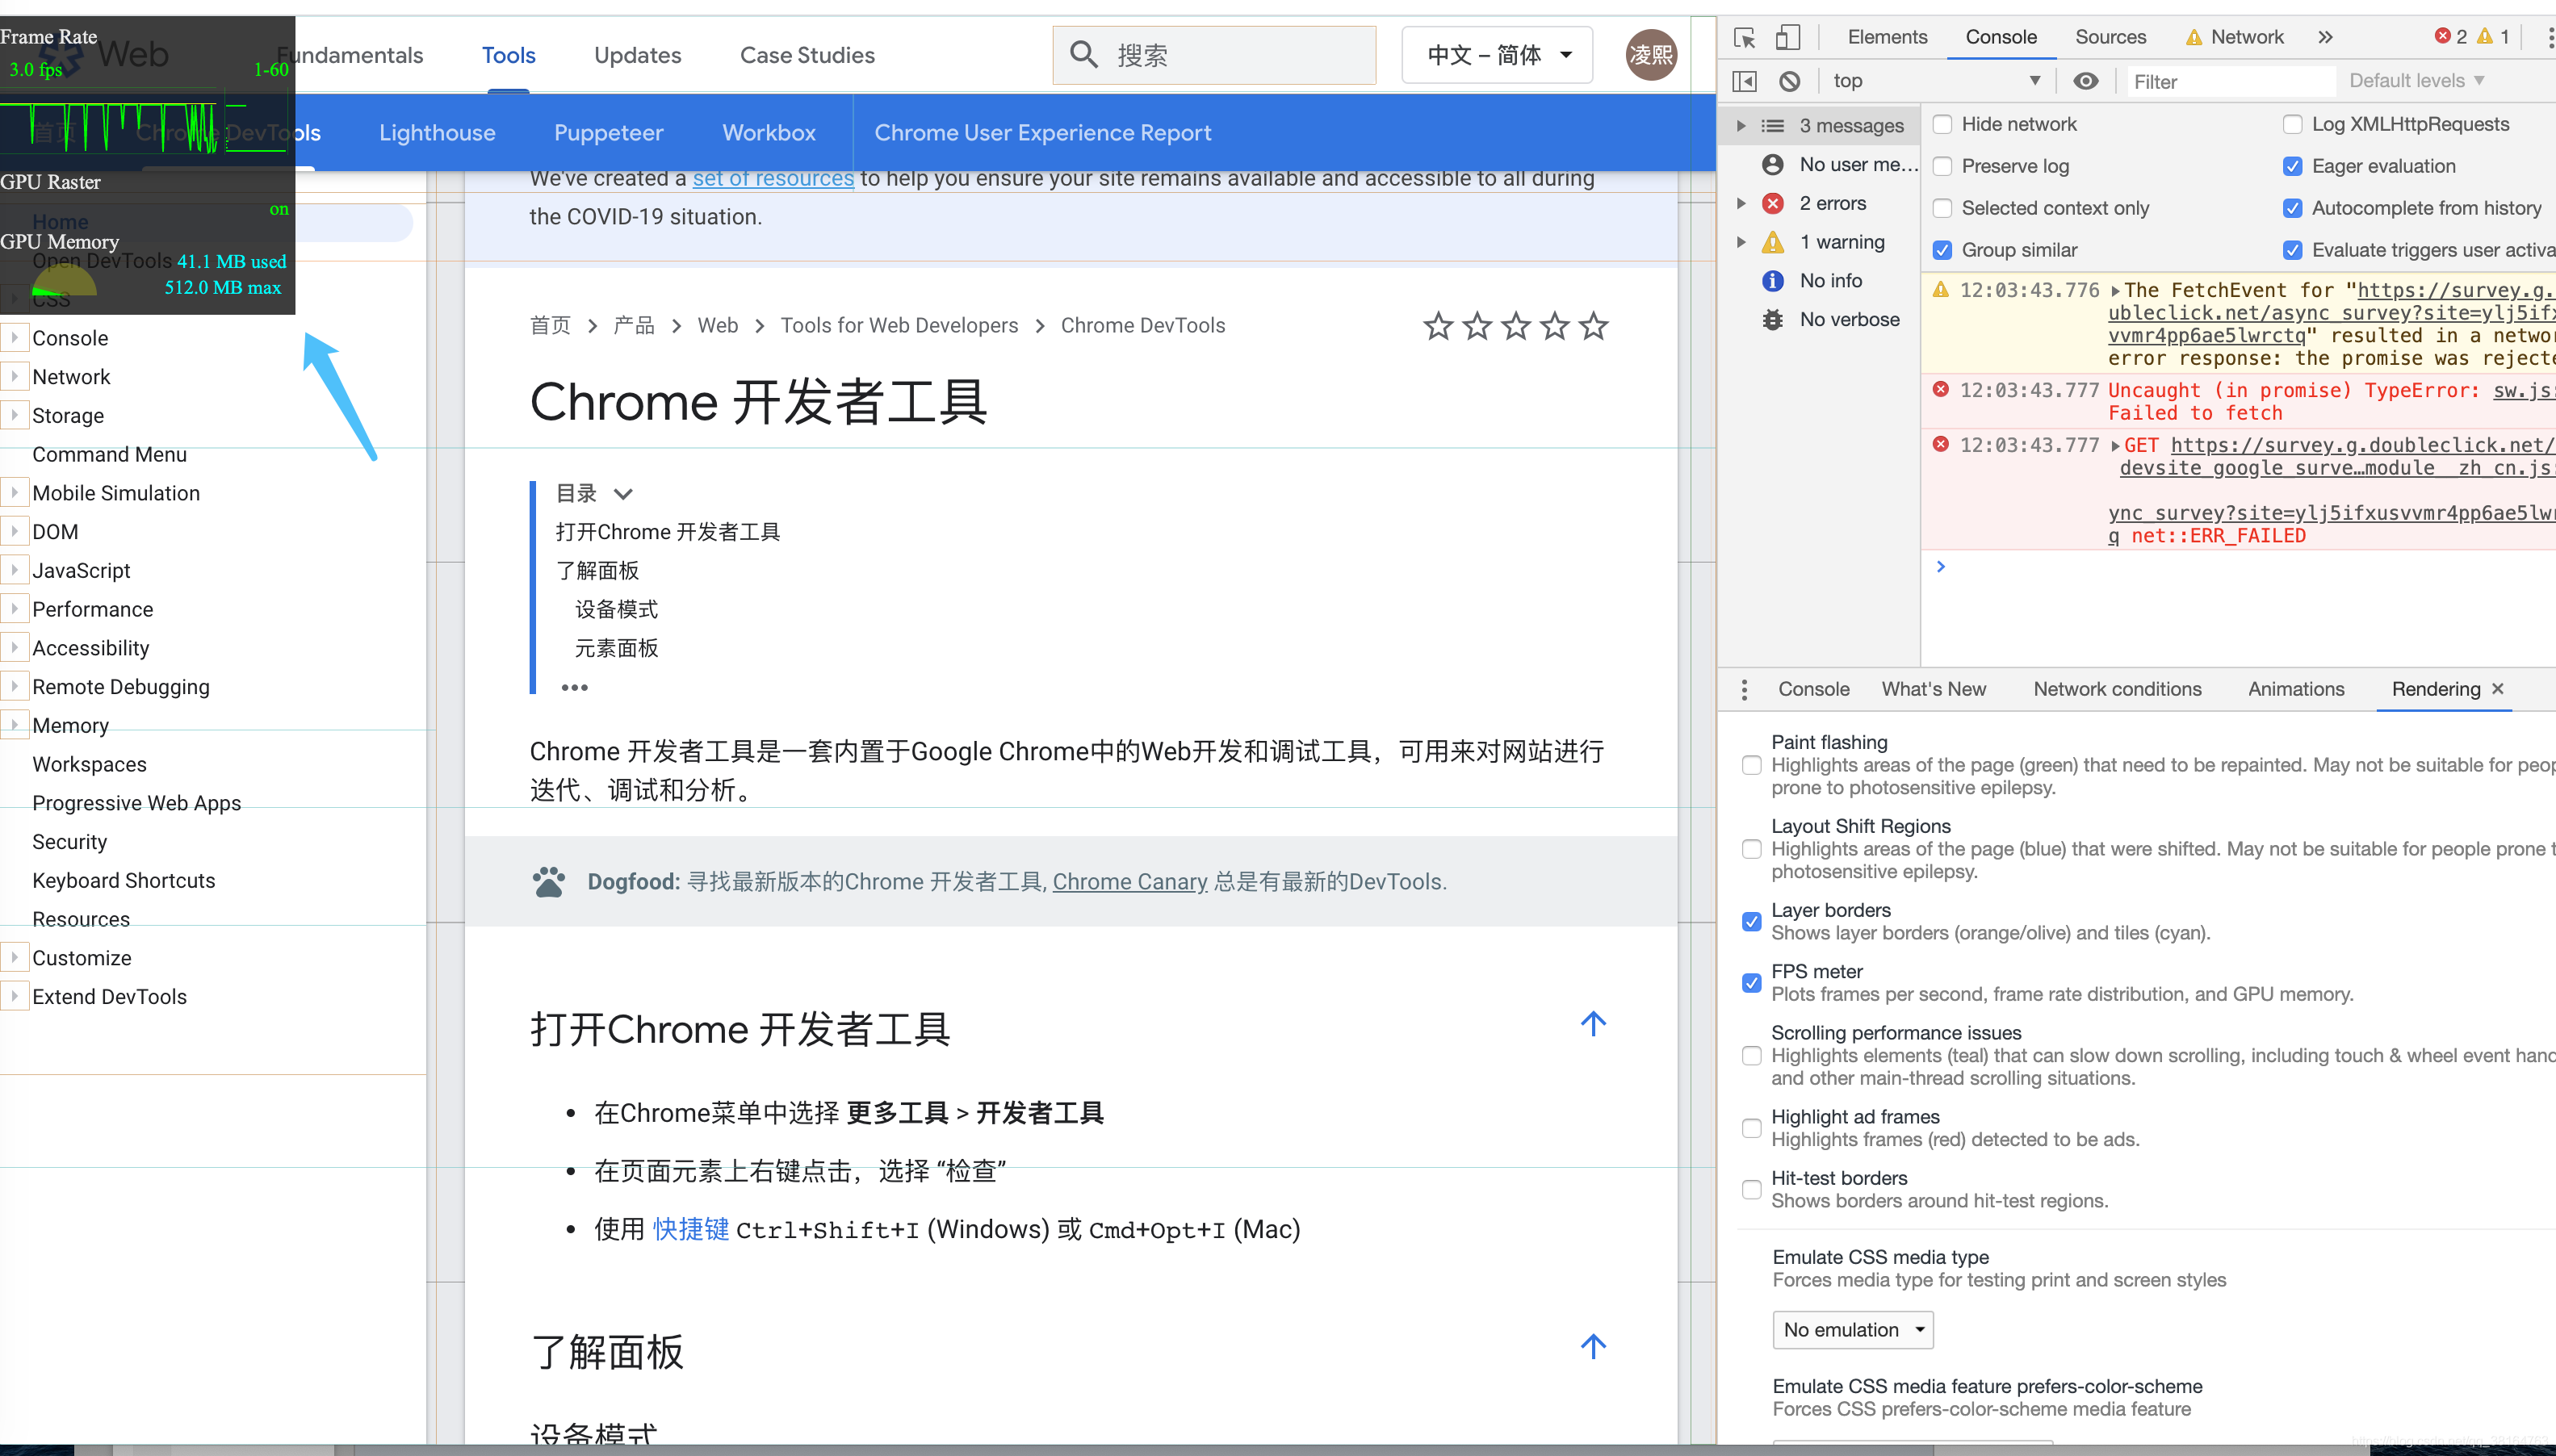 Frame Rate
3.0 fps 1-60
GPU Raster
on
GPU Memory
41.1 MB used
512.0 MB max
Web
Fundamentals Tools Updates Case Studies
搜索
中文 – 简体
凌熙
首页 Chrome DevTools Lighthouse Puppeteer Workbox Chrome User Experience Report
Home
Open DevTools
CSS
Console
Network
Storage
Command Menu
Mobile Simulation
DOM
JavaScript
Performance
Accessibility
Remote Debugging
Memory
Workspaces
Progressive Web Apps
Security
Keyboard Shortcuts
Resources
Customize
Extend DevTools
We've created a set of resources to help you ensure your site remains available and accessible to all during
the COVID-19 situation.
首页 > 产品 > Web > Tools for Web Developers > Chrome DevTools
Chrome 开发者工具
目录
打开Chrome 开发者工具
了解面板
设备模式
元素面板
•••
Chrome 开发者工具是一套内置于Google Chrome中的Web开发和调试工具，可用来对网站进行
迭代、调试和分析。
Dogfood: 寻找最新版本的Chrome 开发者工具, Chrome Canary 总是有最新的DevTools.
打开Chrome 开发者工具
• 在Chrome菜单中选择 更多工具 > 开发者工具
• 在页面元素上右键点击，选择 “检查”
• 使用 快捷键 Ctrl+Shift+I (Windows) 或 Cmd+Opt+I (Mac)
了解面板
设备模式
Elements Console Sources Network » 2 1
top Filter Default levels
3 messages
No user me...
2 errors
1 warning
No info
No verbose
Hide network Log XMLHttpRequests
Preserve log Eager evaluation
Selected context only Autocomplete from history
Group similar Evaluate triggers user activa
12:03:43.776 The FetchEvent for "https://survey.g.
ubleclick.net/async_survey?site=ylj5ifx
vvmr4pp6ae5lwrctq" resulted in a networ
error response: the promise was rejecte
12:03:43.777 Uncaught (in promise) TypeError: sw.js:
Failed to fetch
12:03:43.777 GET https://survey.g.doubleclick.net/
devsite_google_surve…module__zh_cn.js:
ync_survey?site=ylj5ifxusvvmr4pp6ae5lwr
q net::ERR_FAILED
>
Console What's New Network conditions Animations Rendering ×
Paint flashing
Highlights areas of the page (green) that need to be repainted. May not be suitable for peop
prone to photosensitive epilepsy.
Layout Shift Regions
Highlights areas of the page (blue) that were shifted. May not be suitable for people prone t
photosensitive epilepsy.
Layer borders
Shows layer borders (orange/olive) and tiles (cyan).
FPS meter
Plots frames per second, frame rate distribution, and GPU memory.
Scrolling performance issues
Highlights elements (teal) that can slow down scrolling, including touch & wheel event hand
and other main-thread scrolling situations.
Highlight ad frames
Highlights frames (red) detected to be ads.
Hit-test borders
Shows borders around hit-test regions.
Emulate CSS media type
Forces media type for testing print and screen styles
No emulation
Emulate CSS media feature prefers-color-scheme
Forces CSS prefers-color-scheme media feature